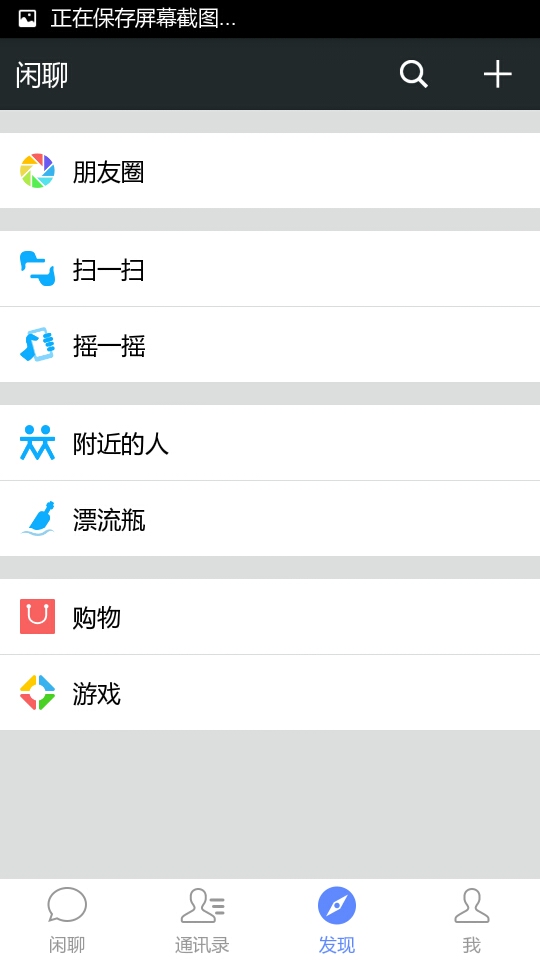 正在保存屏幕截图...
闲聊
朋友圈
扫一扫
摇一摇
附近的人
漂流瓶
购物
游戏
闲聊 通讯录 发现 我